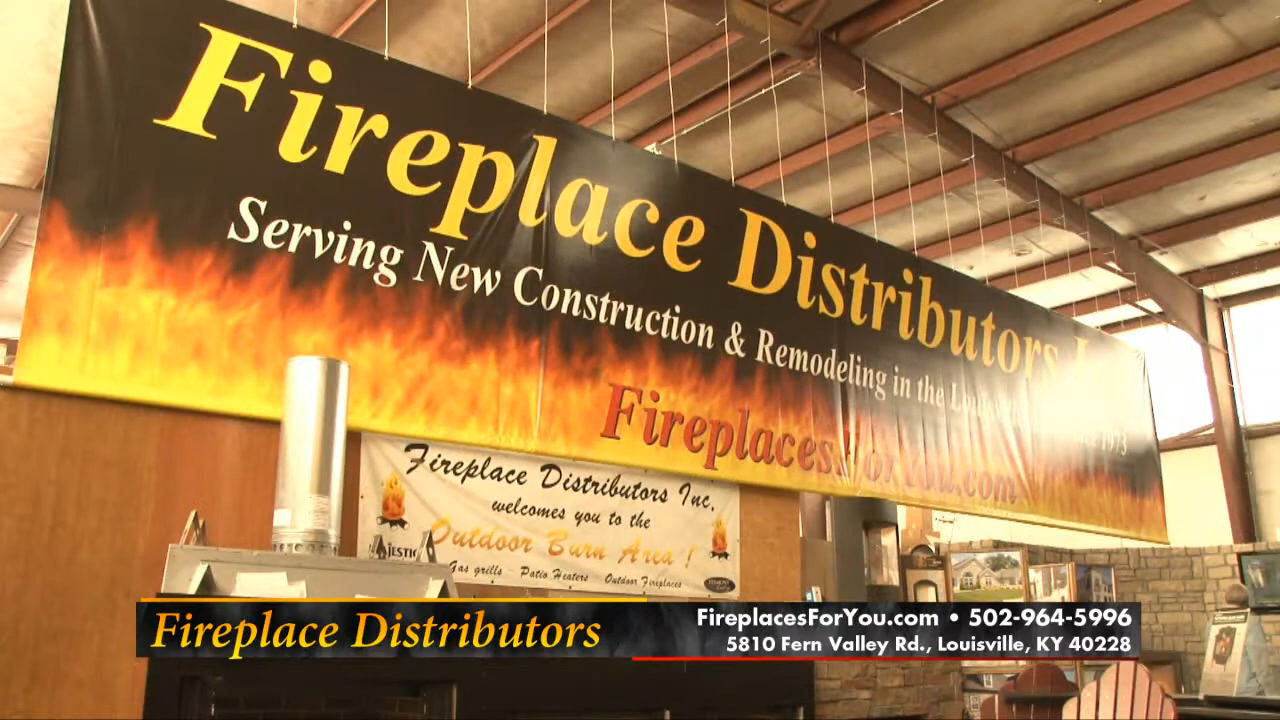 Fireplace Distributors
Serving New Construction & Remodeling in the 1973
FireplacesForYou.com
Fireplace Distributors Inc.
welcomes you to the
Outdoor Burn Area !
Gas grills Patio Heaters Outdoor Fireplaces
Fireplace Distributors
FireplacesForYou.com • 502-964-5996
5810 Fern Valley Rd., Louisville, KY 40228